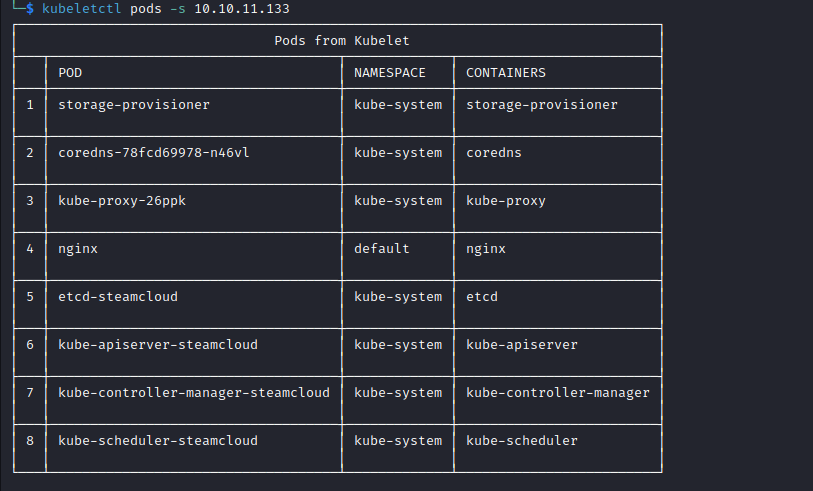 └─$ kubeletctl pods -s 10.10.11.133
Pods from Kubelet
POD NAMESPACE CONTAINERS
1 storage-provisioner kube-system storage-provisioner
2 coredns-78fcd69978-n46vl kube-system coredns
3 kube-proxy-26ppk kube-system kube-proxy
4 nginx default nginx
5 etcd-steamcloud kube-system etcd
6 kube-apiserver-steamcloud kube-system kube-apiserver
7 kube-controller-manager-steamcloud kube-system kube-controller-manager
8 kube-scheduler-steamcloud kube-system kube-scheduler